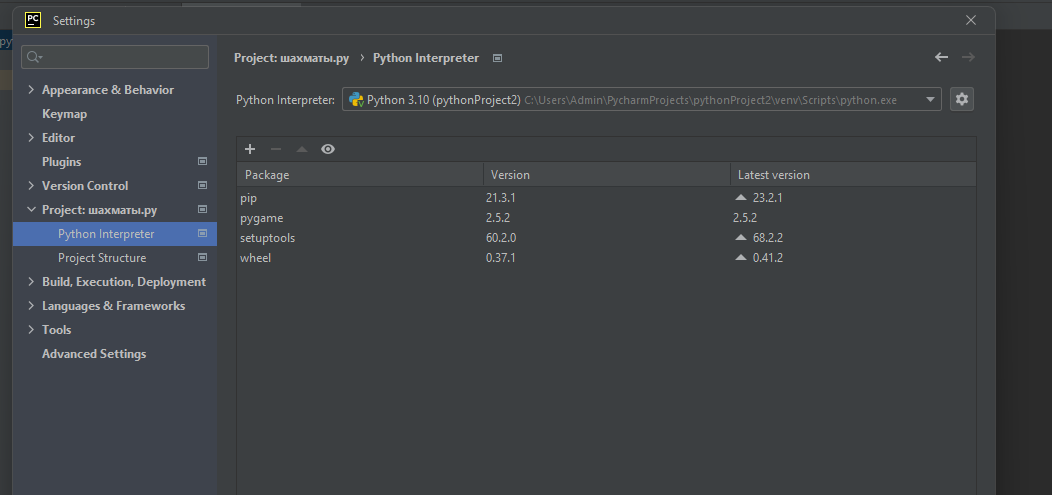 PC Settings
py
Project: шахматы.py > Python Interpreter
Appearance & Behavior
Keymap
Editor
Plugins
Version Control
Project: шахматы.py
Python Interpreter
Project Structure
Build, Execution, Deployment
Languages & Frameworks
Tools
Advanced Settings
Python Interpreter: Python 3.10 (pythonProject2) C:\Users\Admin\PycharmProjects\pythonProject2\venv\Scripts\python.exe
Package Version Latest version
pip 21.3.1 23.2.1
pygame 2.5.2 2.5.2
setuptools 60.2.0 68.2.2
wheel 0.37.1 0.41.2